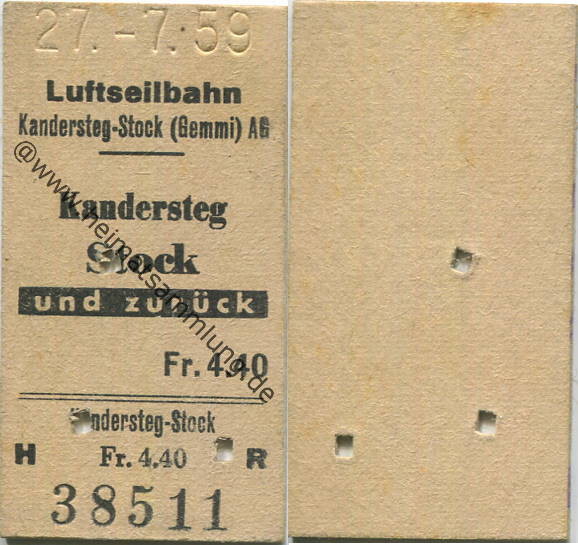 27.-7.59
Luftseilbahn
Kandersteg-Stock (Gemmi) AG
Kandersteg
Stock
und zurück
Fr. 4.40
Kandersteg-Stock
H Fr. 4.40 R
38511
@www.heimatsammlung.de